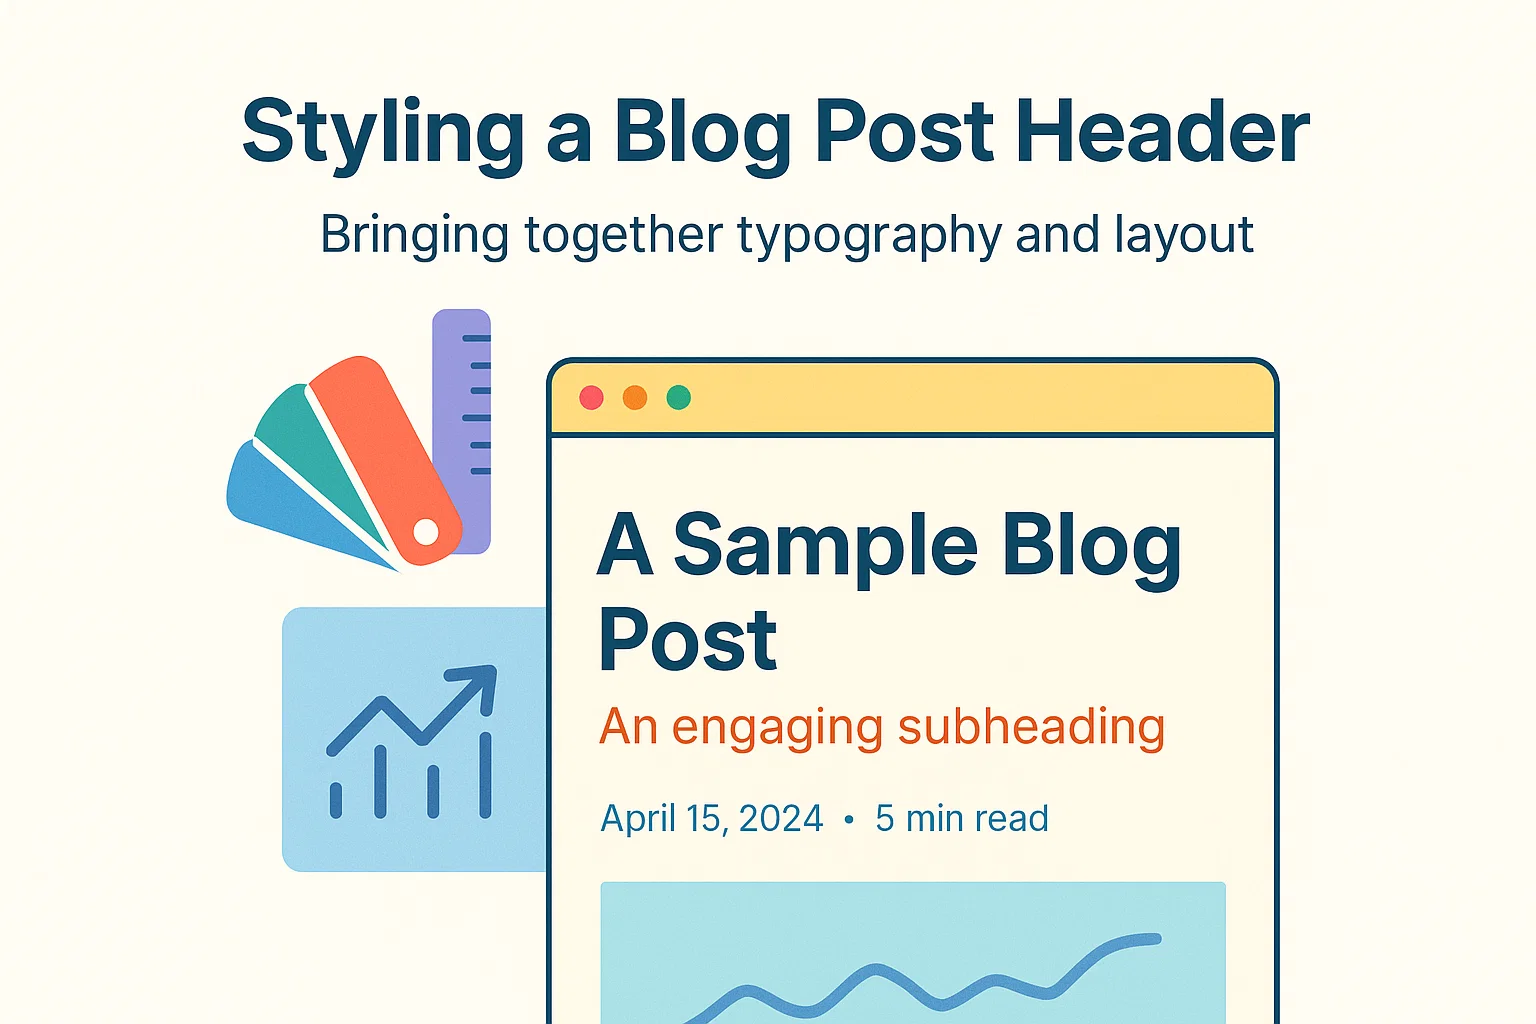 Styling a Blog Post Header
Bringing together typography and layout
A Sample Blog
Post
An engaging subheading
April 15, 2024 • 5 min read